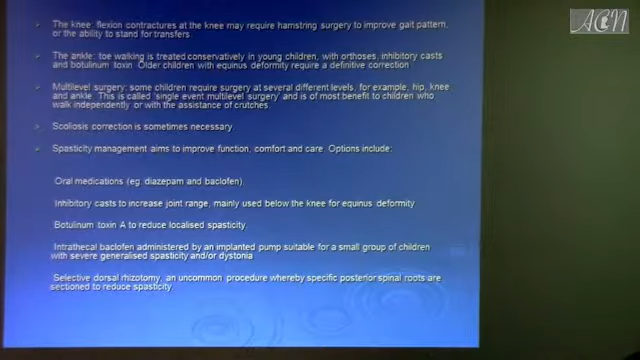 ACN
The knee: flexion contractures at the knee may require hamstring surgery to improve gait pattern,
or the ability to stand for transfers.
The ankle: toe walking is treated conservatively in young children, with orthoses, inhibitory casts
and botulinum toxin. Older children with equinus deformity require a definitive correction
Multilevel surgery: some children require surgery at several different levels, for example, hip, knee
and ankle. This is called 'single event multilevel surgery' and is of most benefit to children who
walk independently or with the assistance of crutches.
Scoliosis correction is sometimes necessary.
Spasticity management aims to improve function, comfort and care. Options include:
Oral medications (eg. diazepam and baclofen).
Inhibitory casts to increase joint range, mainly used below the knee for equinus deformity
Botulinum toxin A to reduce localised spasticity.
Intrathecal baclofen administered by an implanted pump suitable for a small group of children
with severe generalised spasticity and/or dystonia
Selective dorsal rhizotomy, an uncommon procedure whereby specific posterior spinal roots are
sectioned to reduce spasticity.